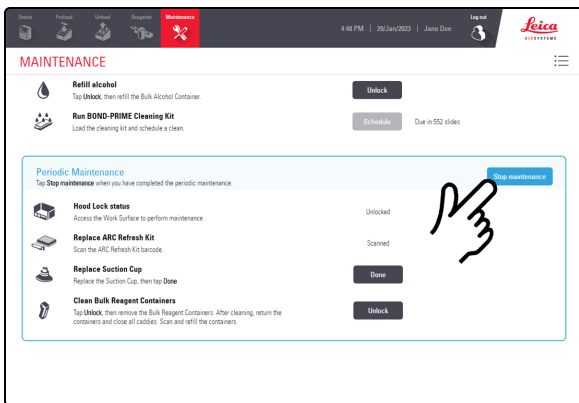 Status Preload Unload Reagents Maintenance Log out
4:48 PM | 29/Jan/2023 | Jane Doe
Leica
BIOSYSTEMS
MAINTENANCE
Refill alcohol
Tap Unlock, then refill the Bulk Alcohol Container.
Unlock
Run BOND-PRIME Cleaning Kit
Load the cleaning kit and schedule a clean.
Schedule Due in 552 slides
Periodic Maintenance
Tap Stop maintenance when you have completed the periodic maintenance.
Stop maintenance
Hood Lock status
Access the Work Surface to perform maintenance.
Unlocked
Replace ARC Refresh Kit
Scan the ARC Refresh Kit barcode.
Scanned
Replace Suction Cup
Replace the Suction Cup, then tap Done
Done
Clean Bulk Reagent Containers
Tap Unlock, then remove the Bulk Reagent Containers. After cleaning, return the
containers and close all caddies. Scan and refill the containers.
Unlock